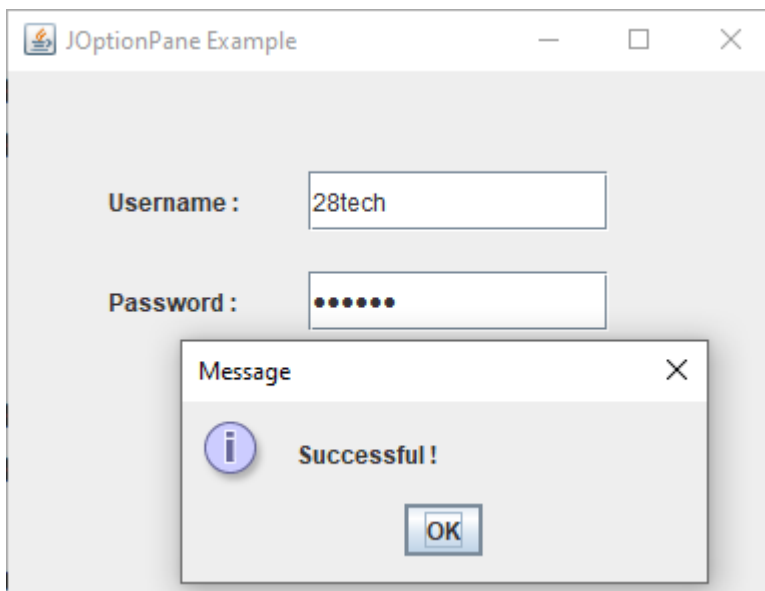 JOptionPane Example
Username :
28tech
Password :
••••••
Message
Successful !
OK